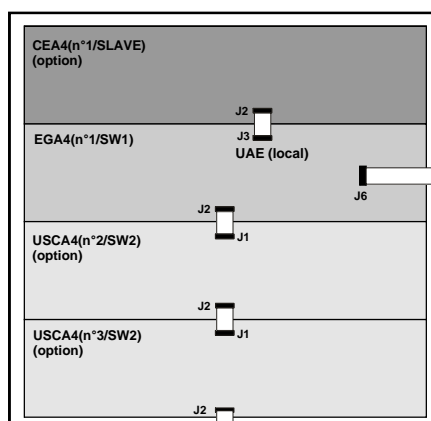 CEA4(n°1/SLAVE)
(option)
J2
EGA4(n°1/SW1)
J3
UAE (local)
J6
J2
USCA4(n°2/SW2)
(option)
J1
J2
USCA4(n°3/SW2)
(option)
J1
J2